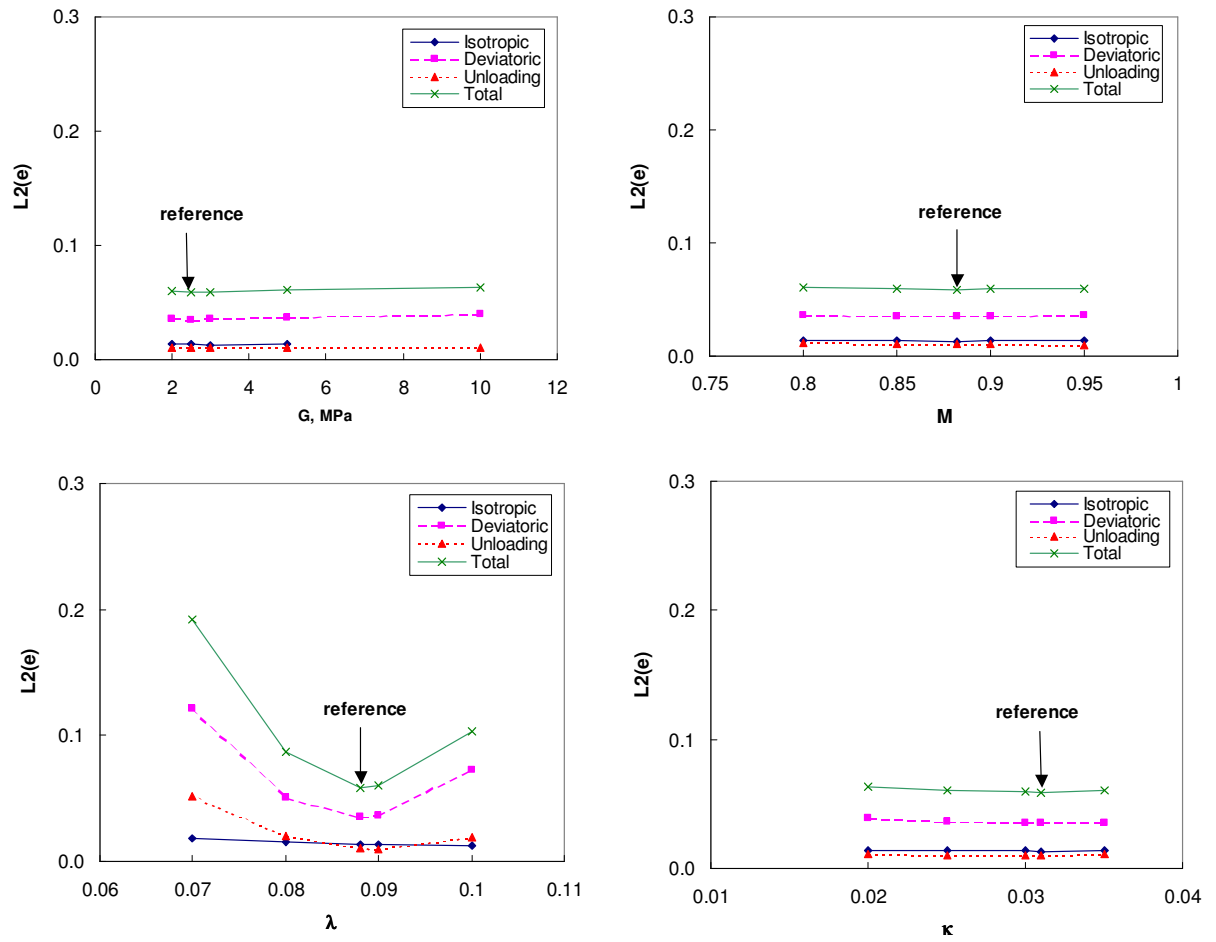 0.3
0.2
0.1
0.0
L2(e)
Isotropic
Deviatoric
Unloading
Total
reference
0 2 4 6 8 10 12
G, MPa
0.3
0.2
0.1
0.0
L2(e)
Isotropic
Deviatoric
Unloading
Total
reference
0.75 0.8 0.85 0.9 0.95 1
M
0.3
0.2
0.1
0.0
L2(e)
Isotropic
Deviatoric
Unloading
Total
reference
0.06 0.07 0.08 0.09 0.1 0.11
λ
0.3
0.2
0.1
0.0
L2(e)
Isotropic
Deviatoric
Unloading
Total
reference
0.01 0.02 0.03 0.04
κ